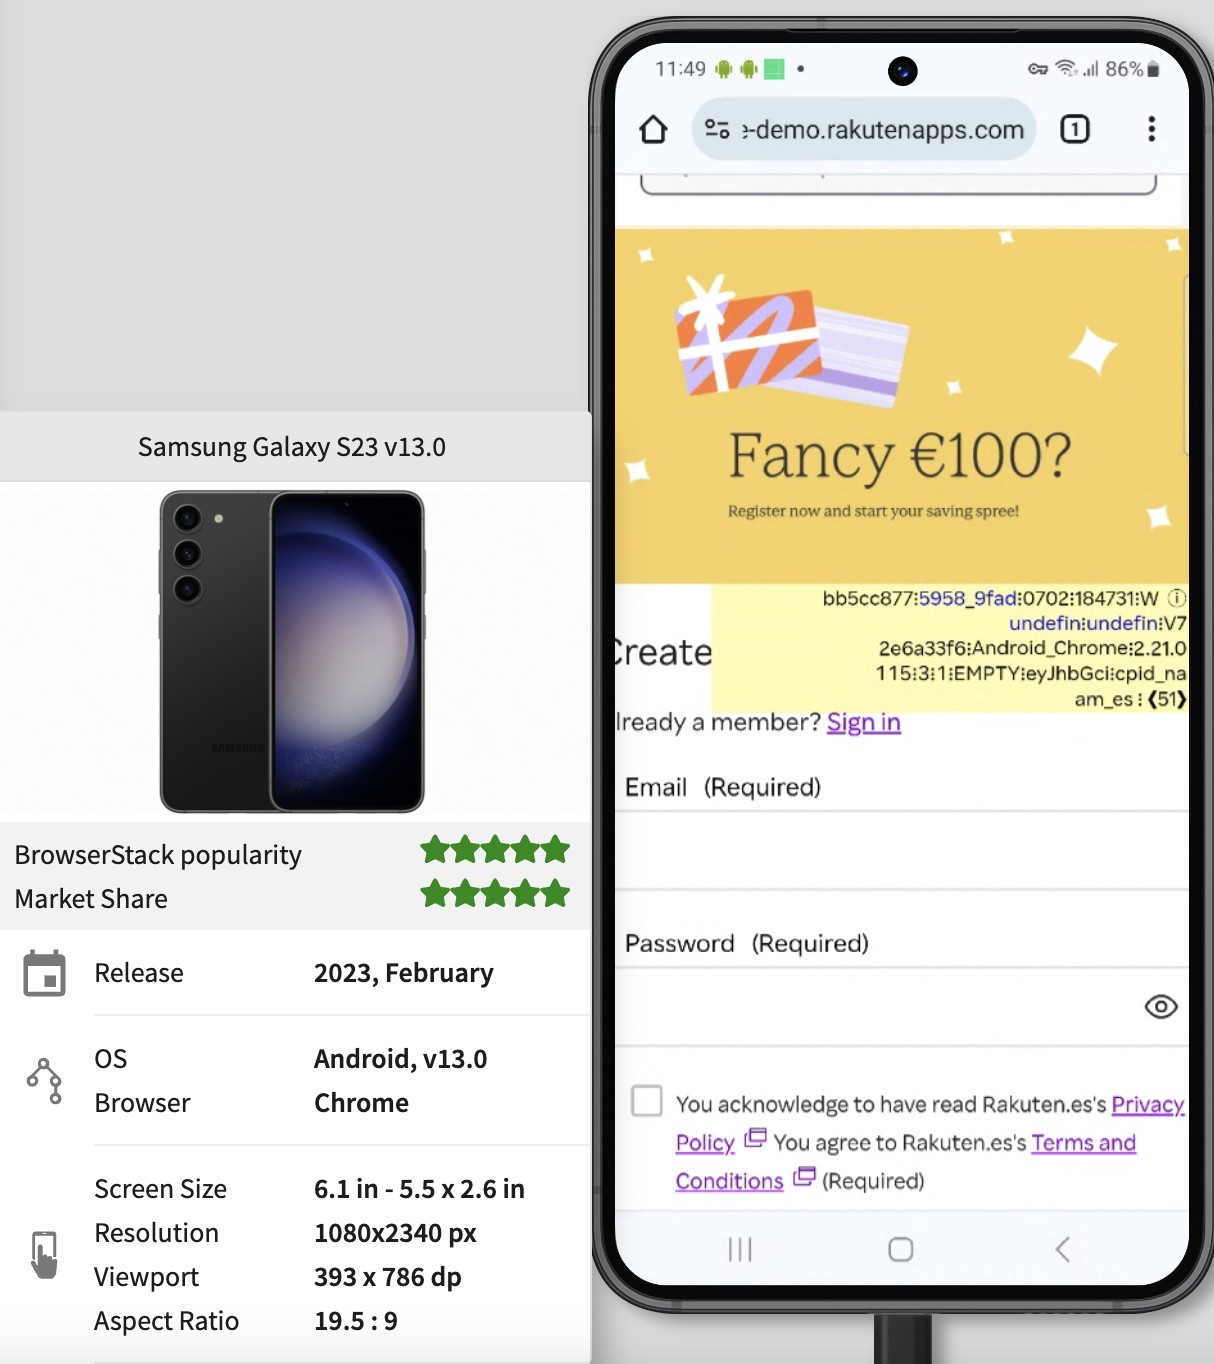 Samsung Galaxy S23 v13.0
SAMSUNG
BrowserStack popularity
Market Share
Release 2023, February
OS Android, v13.0
Browser Chrome
Screen Size 6.1 in - 5.5 x 2.6 in
Resolution 1080x2340 px
Viewport 393 x 786 dp
Aspect Ratio 19.5 : 9
11:49 86%
-demo.rakutenapps.com 1
Fancy €100?
Register now and start your saving spree!
bb5cc877⁝5958_9fad⁝0702⁝184731⁝W
undefin⁝undefin⁝V7
2e6a33f6⁝Android_Chrome⁝2.21.0
115⁝3⁝1⁝EMPTY⁝eyJhbGci⁝cpid_na
am_es⁝❮51❯
Create
lready a member? Sign in
Email (Required)
Password (Required)
You acknowledge to have read Rakuten.es's Privacy
Policy You agree to Rakuten.es's Terms and
Conditions (Required)